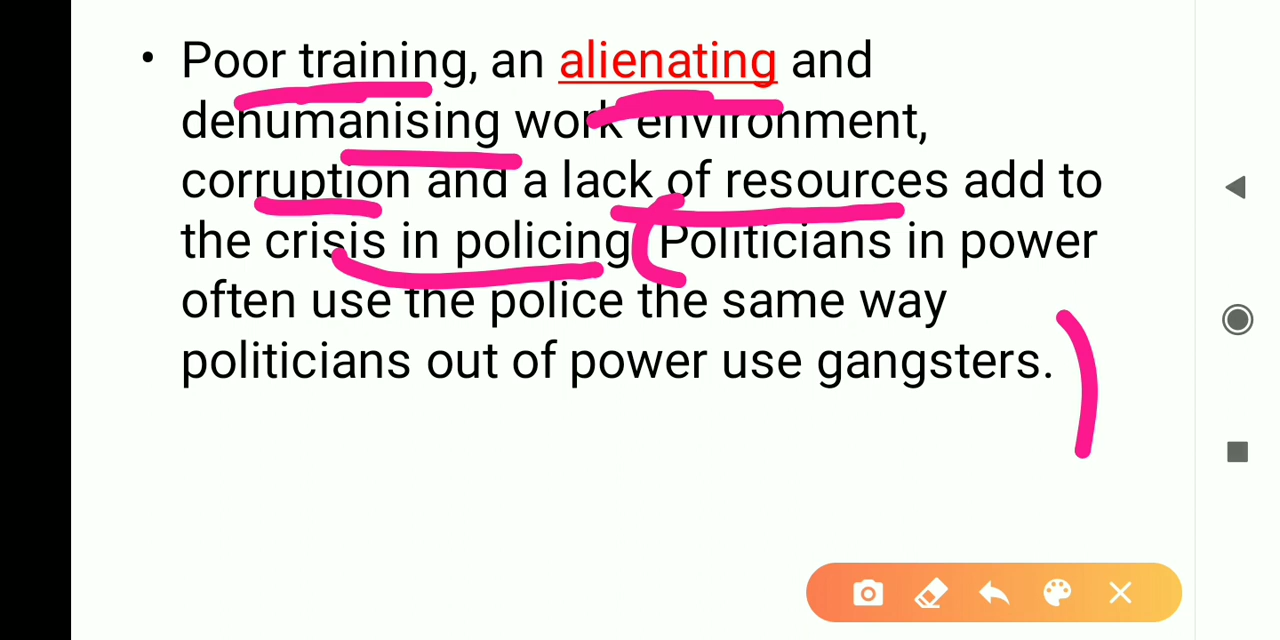 • Poor training, an alienating and
dehumanising work environment,
corruption and a lack of resources add to
the crisis in policing. Politicians in power
often use the police the same way
politicians out of power use gangsters.